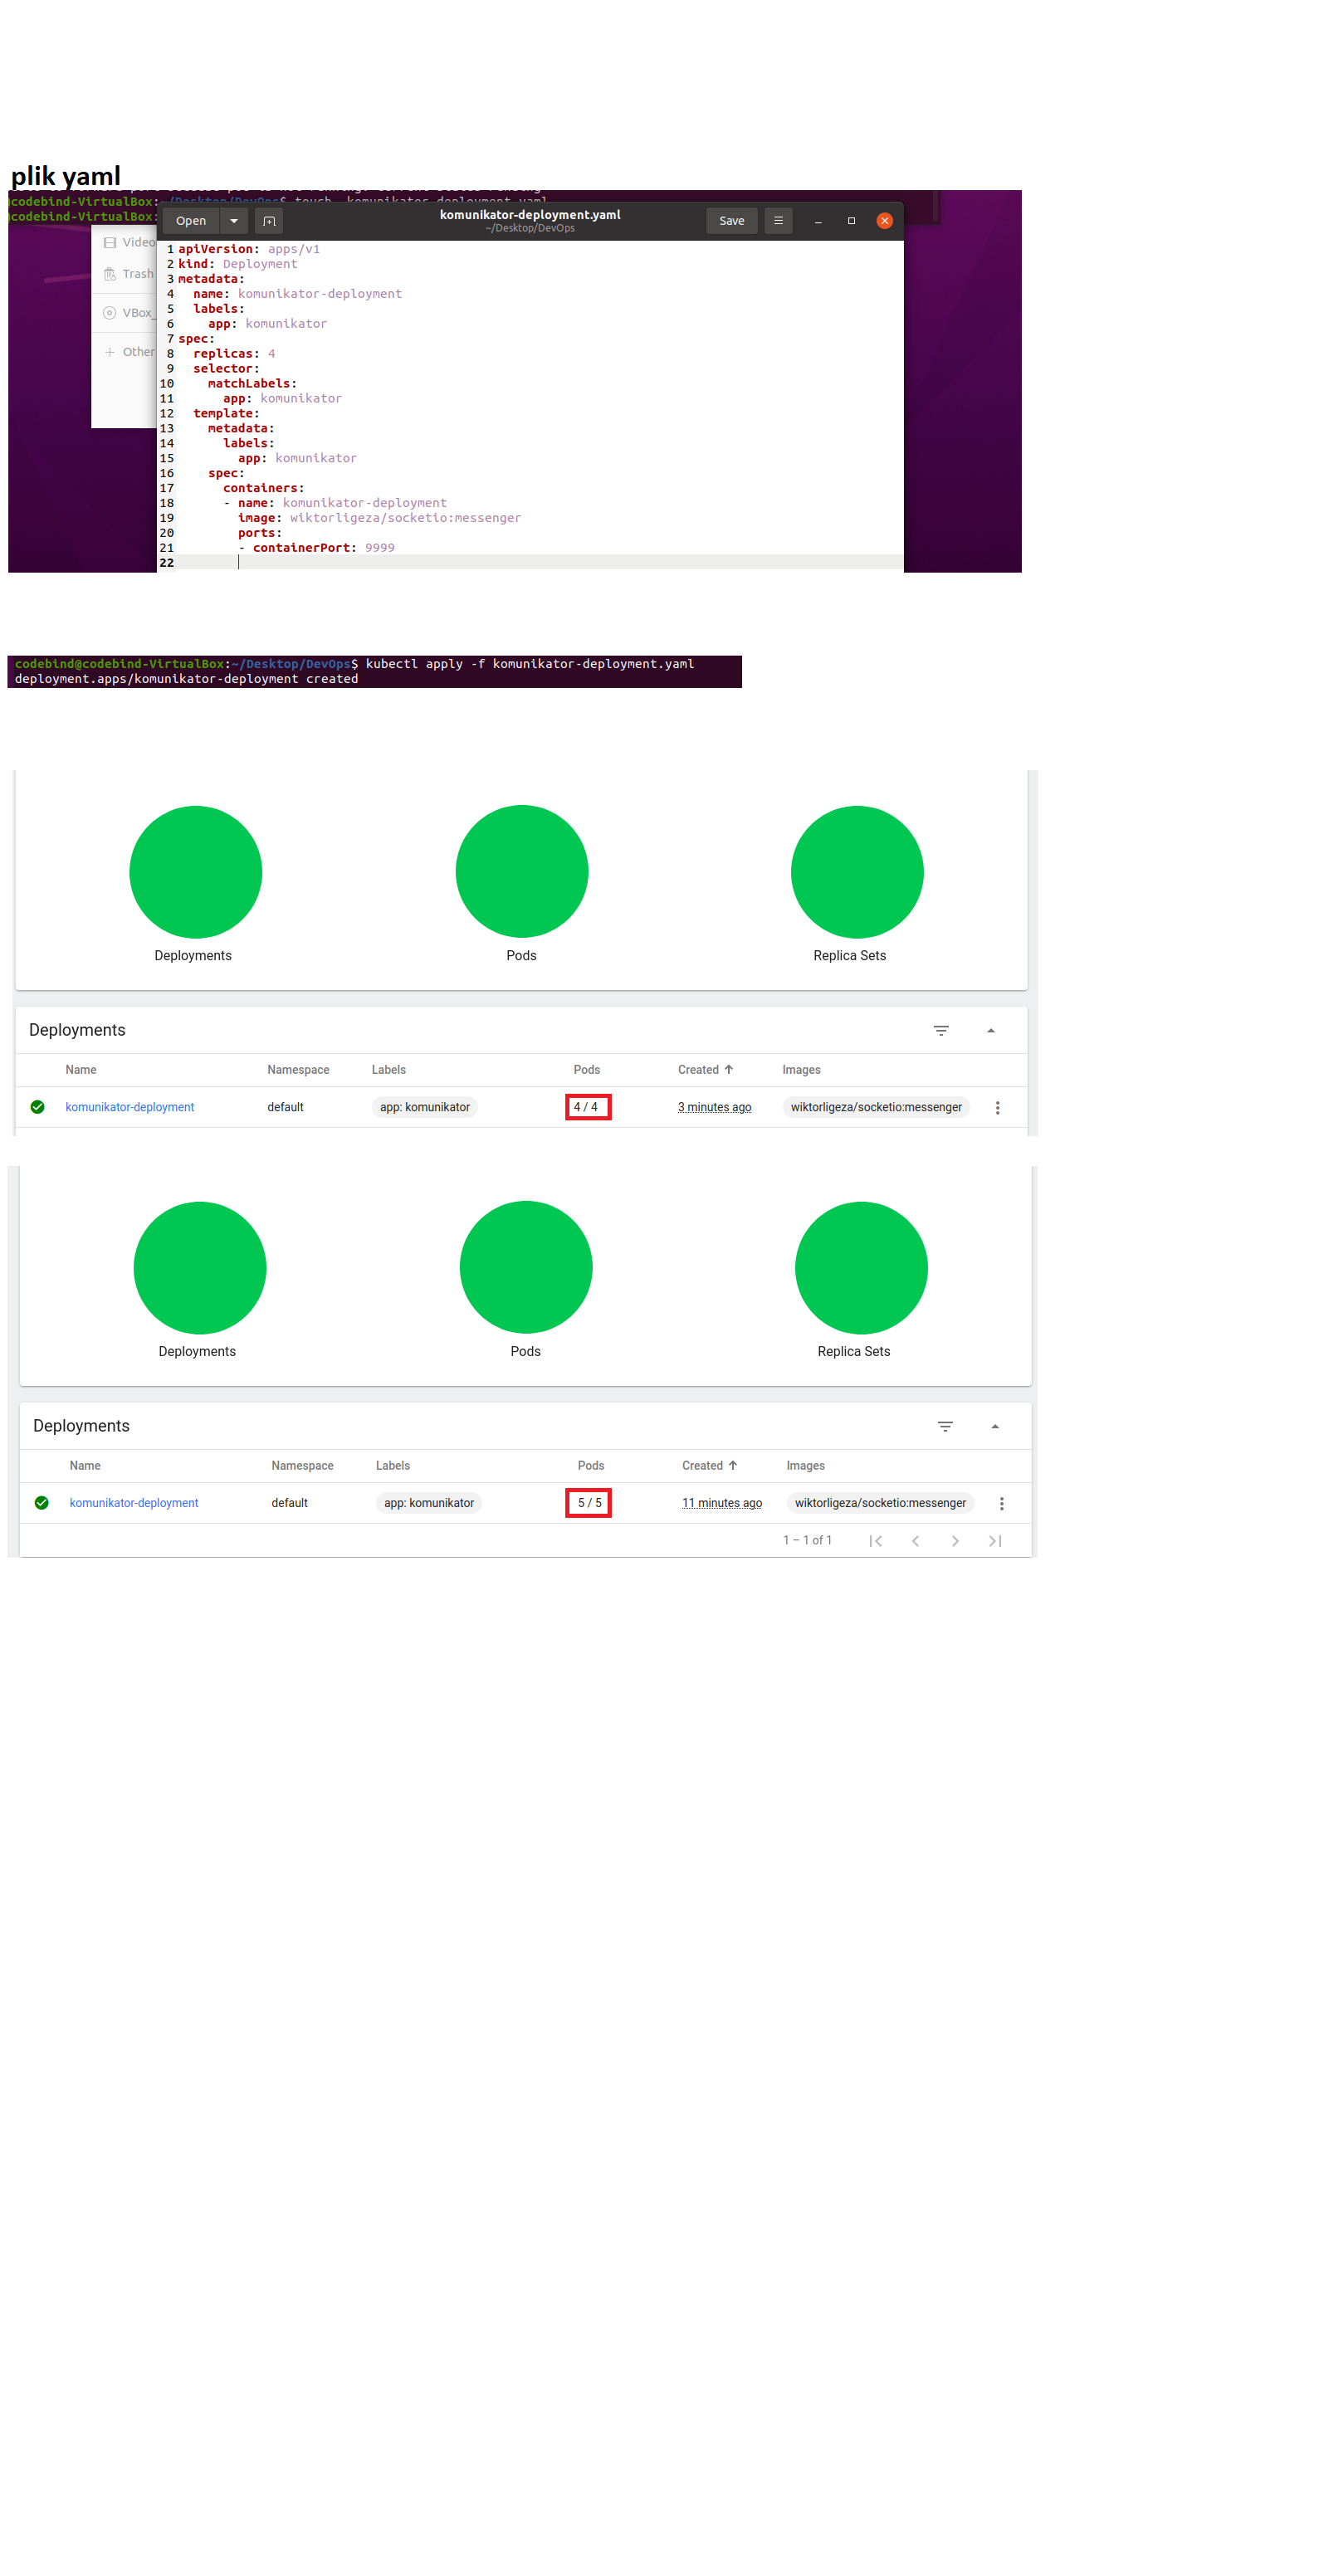 plik yaml
codebind-VirtualBox:~/Desktop/DevOps$ touch komunikator-deployment.yaml
codebind-VirtualBox:
Open
komunikator-deployment.yaml
~/Desktop/DevOps
Save
Video
Trash
VBox_
Other
1 apiVersion: apps/v1
2 kind: Deployment
3 metadata:
4   name: komunikator-deployment
5   labels:
6     app: komunikator
7 spec:
8   replicas: 4
9   selector:
10     matchLabels:
11       app: komunikator
12   template:
13     metadata:
14       labels:
15         app: komunikator
16     spec:
17       containers:
18       - name: komunikator-deployment
19         image: wiktorligeza/socketio:messenger
20         ports:
21         - containerPort: 9999
22
codebind@codebind-VirtualBox:~/Desktop/DevOps$ kubectl apply -f komunikator-deployment.yaml
deployment.apps/komunikator-deployment created
Deployments Pods Replica Sets
Deployments
Name Namespace Labels Pods Created Images
komunikator-deployment default app: komunikator 4 / 4 3 minutes ago wiktorligeza/socketio:messenger
Deployments Pods Replica Sets
Deployments
Name Namespace Labels Pods Created Images
komunikator-deployment default app: komunikator 5 / 5 11 minutes ago wiktorligeza/socketio:messenger
1 – 1 of 1